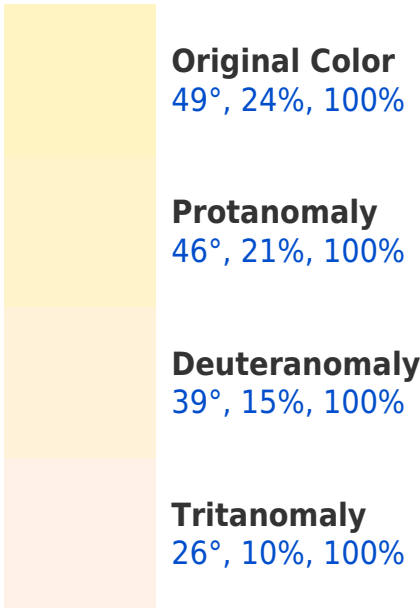 Original Color
49°, 24%, 100%
Protanomaly
46°, 21%, 100%
Deuteranomaly
39°, 15%, 100%
Tritanomaly
26°, 10%, 100%